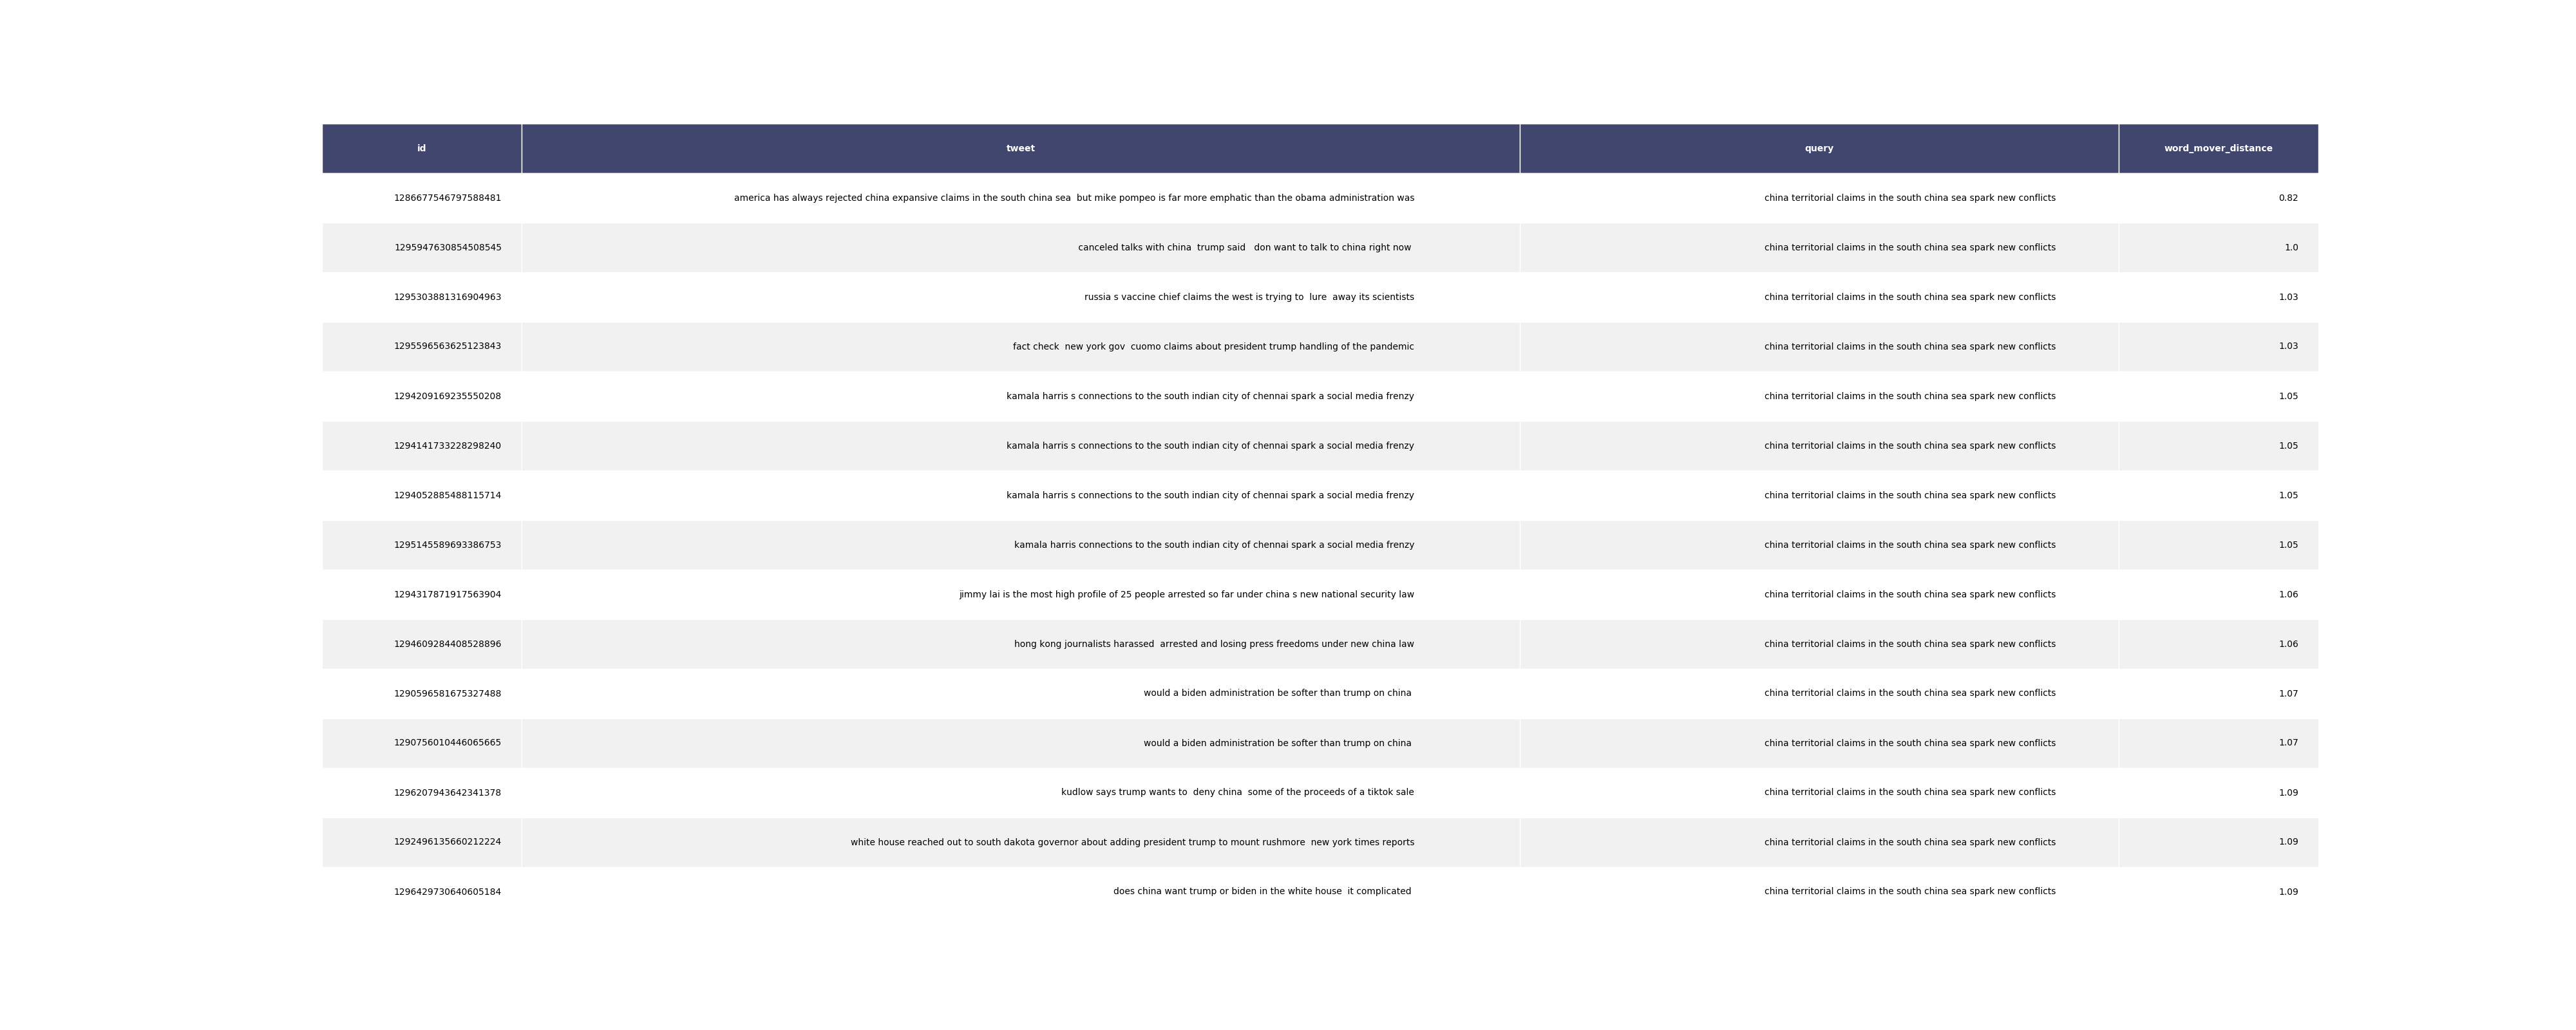 id tweet query word_mover_distance
1286677546797588481 america has always rejected china expansive claims in the south china sea  but mike pompeo is far more emphatic than the obama administration was china territorial claims in the south china sea spark new conflicts 0.82
1295947630854508545 canceled talks with china  trump said   don want to talk to china right now china territorial claims in the south china sea spark new conflicts 1.0
1295303881316904963 russia s vaccine chief claims the west is trying to  lure  away its scientists china territorial claims in the south china sea spark new conflicts 1.03
1295596563625123843 fact check  new york gov  cuomo claims about president trump handling of the pandemic china territorial claims in the south china sea spark new conflicts 1.03
1294209169235550208 kamala harris s connections to the south indian city of chennai spark a social media frenzy china territorial claims in the south china sea spark new conflicts 1.05
1294141733228298240 kamala harris s connections to the south indian city of chennai spark a social media frenzy china territorial claims in the south china sea spark new conflicts 1.05
1294052885488115714 kamala harris s connections to the south indian city of chennai spark a social media frenzy china territorial claims in the south china sea spark new conflicts 1.05
1295145589693386753 kamala harris connections to the south indian city of chennai spark a social media frenzy china territorial claims in the south china sea spark new conflicts 1.05
1294317871917563904 jimmy lai is the most high profile of 25 people arrested so far under china s new national security law china territorial claims in the south china sea spark new conflicts 1.06
1294609284408528896 hong kong journalists harassed  arrested and losing press freedoms under new china law china territorial claims in the south china sea spark new conflicts 1.06
1290596581675327488 would a biden administration be softer than trump on china china territorial claims in the south china sea spark new conflicts 1.07
1290756010446065665 would a biden administration be softer than trump on china china territorial claims in the south china sea spark new conflicts 1.07
1296207943642341378 kudlow says trump wants to  deny china  some of the proceeds of a tiktok sale china territorial claims in the south china sea spark new conflicts 1.09
1292496135660212224 white house reached out to south dakota governor about adding president trump to mount rushmore  new york times reports china territorial claims in the south china sea spark new conflicts 1.09
1296429730640605184 does china want trump or biden in the white house  it complicated china territorial claims in the south china sea spark new conflicts 1.09